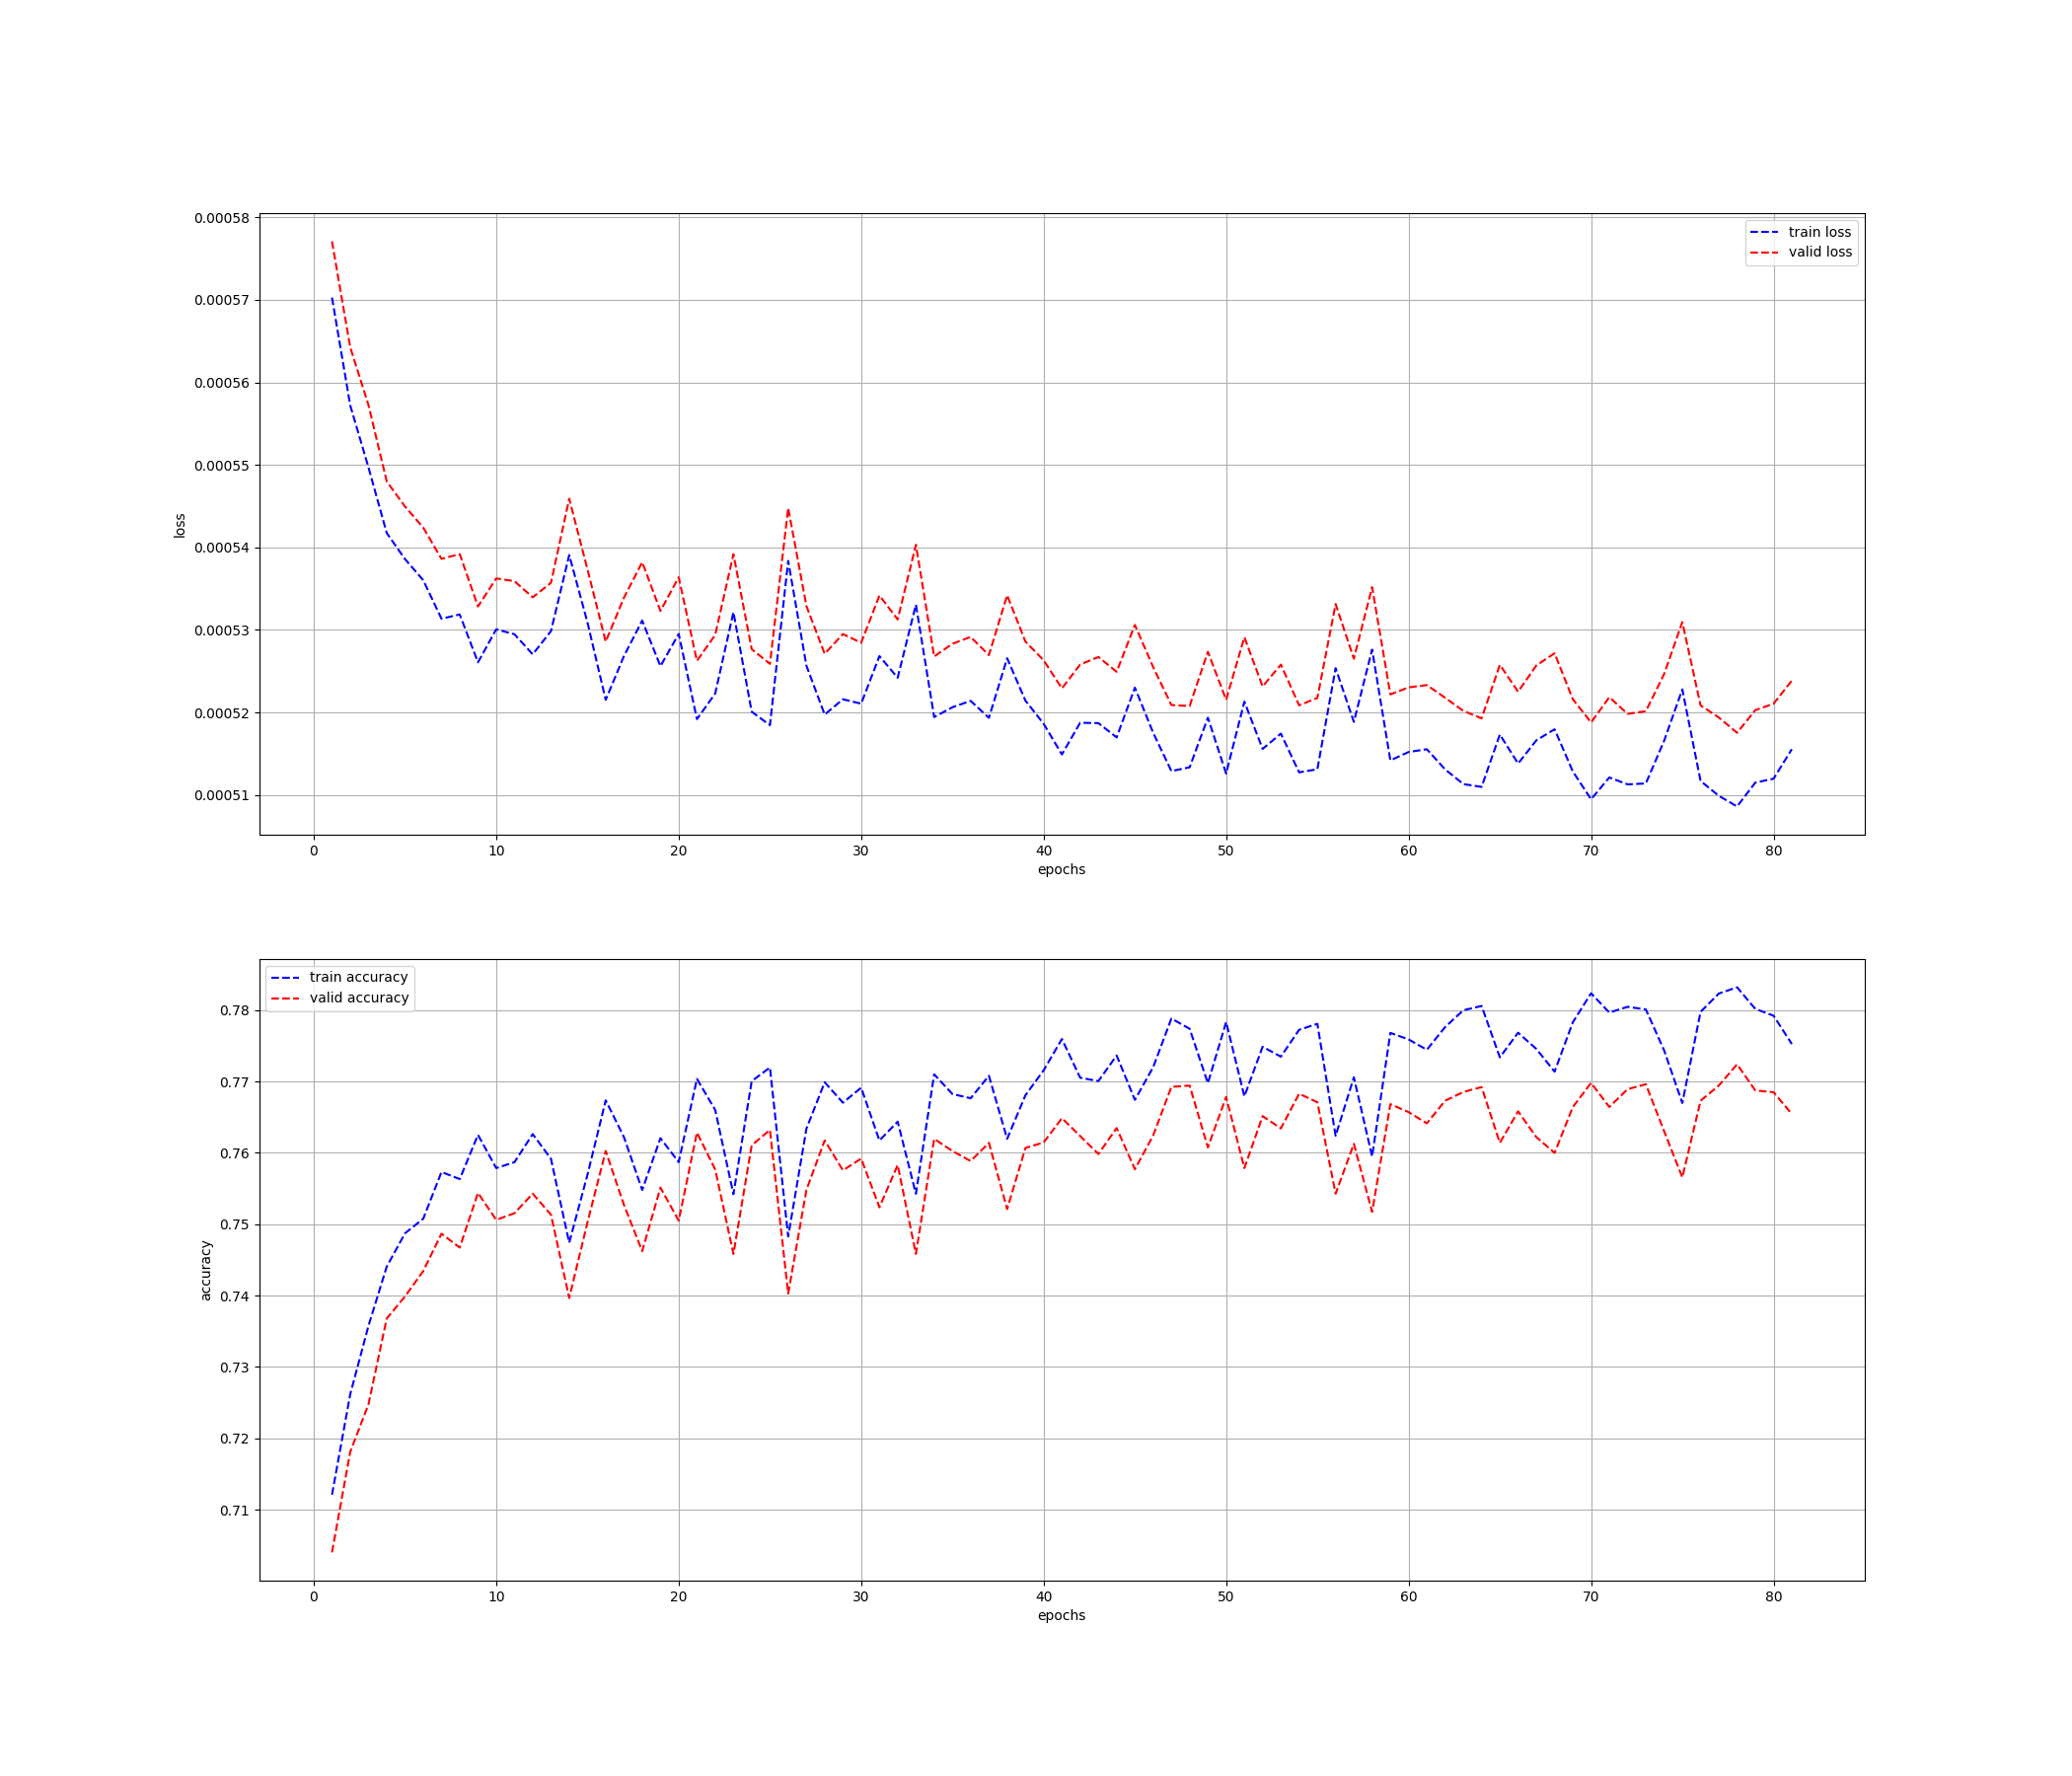 0.00058
0.00057
0.00056
0.00055
0.00054
0.00053
0.00052
0.00051
loss
train loss
valid loss
0 10 20 30 40 50 60 70 80
epochs
train accuracy
valid accuracy
0.78
0.77
0.76
0.75
0.74
0.73
0.72
0.71
accuracy
0 10 20 30 40 50 60 70 80
epochs